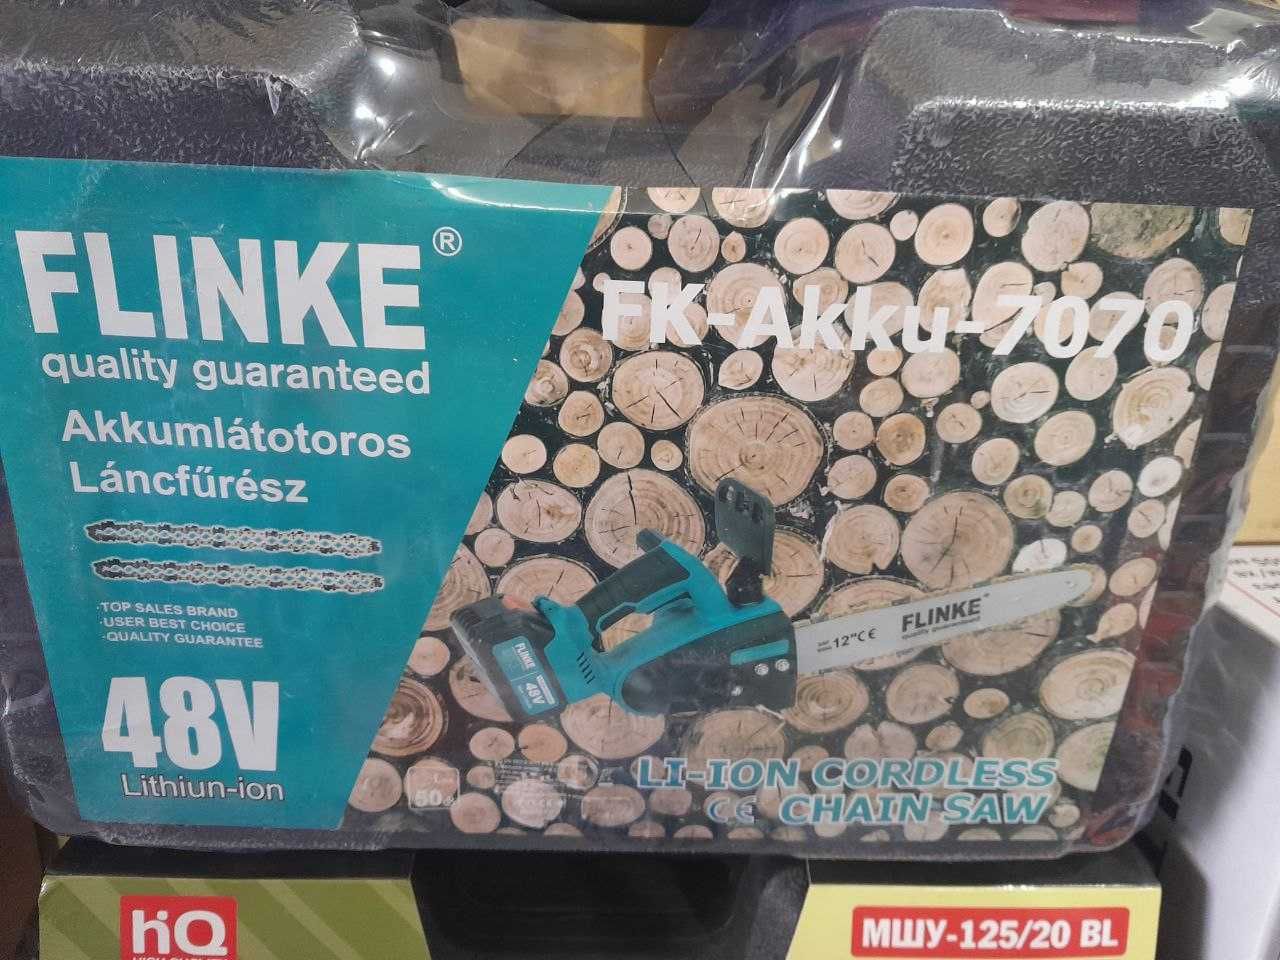 FLINKE®
quality guaranteed
Akkumlátotoros
Láncfűrész
·TOP SALES BRAND
·USER BEST CHOICE
·QUALITY GUARANTEE
48V
Lithiun-ion
FK-Akku-7070
FLINKE
48V
12" CE
FLINKE
quality guaranteed
LI-ION CORDLESS
CE CHAIN SAW
hiQ
МШУ-125/20 BL